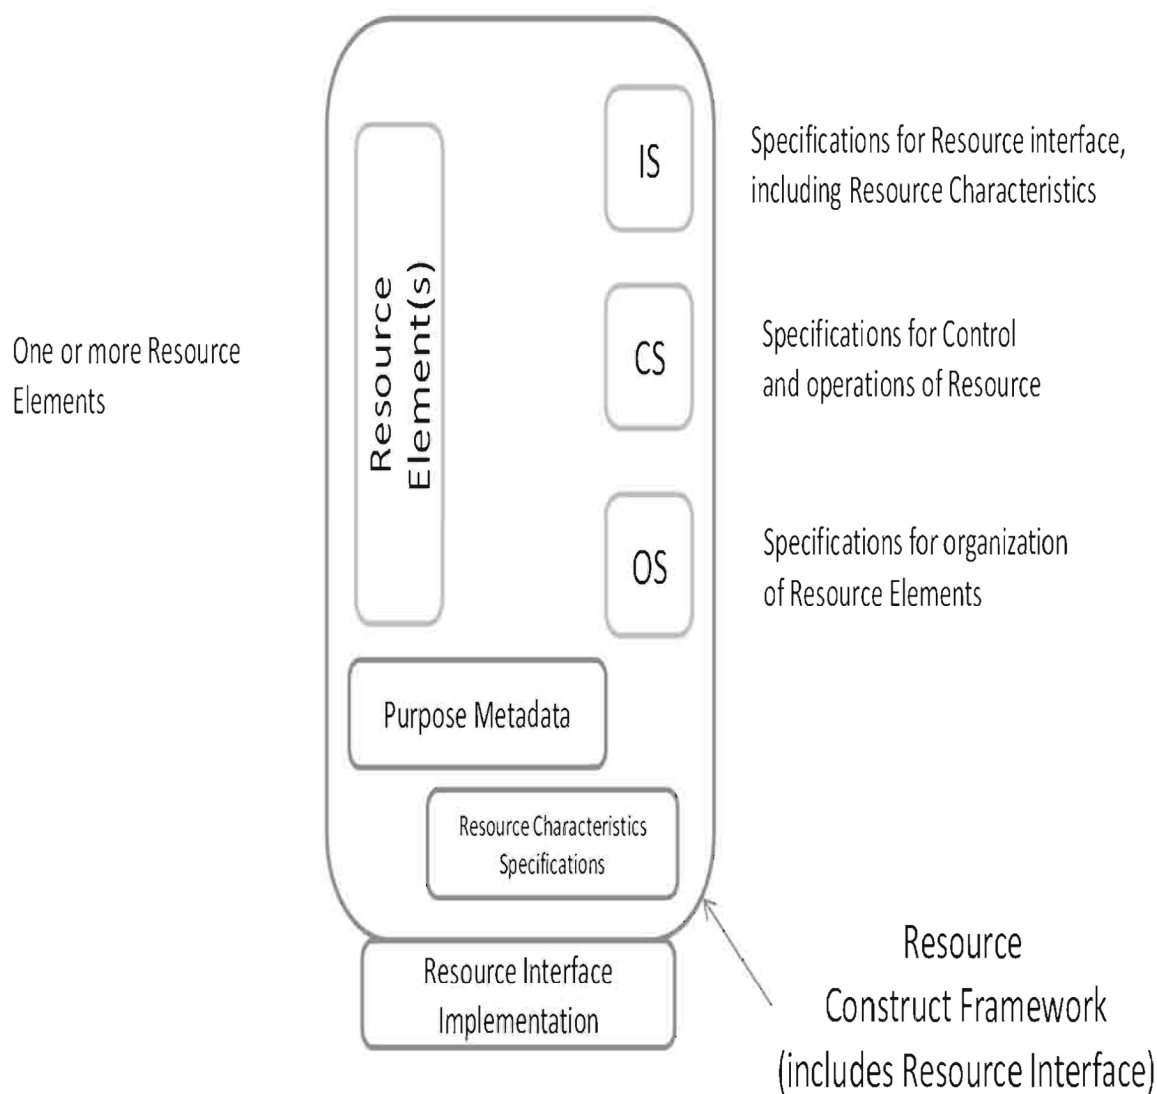 IS
Specifications for Resource interface,
including Resource Characteristics
Resource
Element(s)
One or more Resource
Elements
CS
Specifications for Control
and operations of Resource
OS
Specifications for organization
of Resource Elements
Purpose Metadata
Resource Characteristics
Specifications
Resource Interface
Implementation
Resource
Construct Framework
(includes Resource Interface)